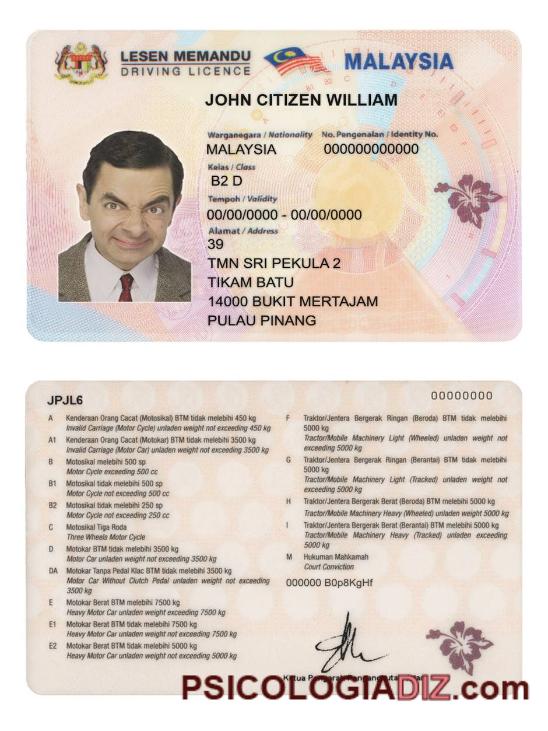 LESEN MEMANDU
DRIVING LICENCE
MALAYSIA
JOHN CITIZEN WILLIAM
Warganegara / Nationality No. Pengenalan / Identity No.
MALAYSIA 000000000000
Kelas / Class
B2 D
Tempoh / Validity
00/00/0000 - 00/00/0000
Alamat / Address
39
TMN SRI PEKULA 2
TIKAM BATU
14000 BUKIT MERTAJAM
PULAU PINANG
JPJL6
00000000
A Kenderaan Orang Cacat (Motosikal) BTM tidak melebihi 450 kg
Invalid Carriage (Motor Cycle) unladen weight not exceeding 450 kg
A1 Kenderaan Orang Cacat (Motokar) BTM tidak melebihi 3500 kg
Invalid Carriage (Motor Car) unladen weight not exceeding 3500 kg
B Motosikal melebihi 500 sp
Motor Cycle exceeding 500 cc
B1 Motosikal tidak melebihi 500 sp
Motor Cycle not exceeding 500 cc
B2 Motosikal tidak melebihi 250 sp
Motor Cycle not exceeding 250 cc
C Motosikal Tiga Roda
Three Wheels Motor Cycle
D Motokar BTM tidak melebihi 3500 kg
Motor Car unladen weight not exceeding 3500 kg
DA Motokar Tanpa Pedal Klac BTM tidak melebihi 3500 kg
Motor Car Without Clutch Pedal unladen weight not exceeding
3500 kg
E Motokar Berat BTM melebihi 7500 kg
Heavy Motor Car unladen weight exceeding 7500 kg
E1 Motokar Berat BTM tidak melebihi 7500 kg
Heavy Motor Car unladen weight not exceeding 7500 kg
E2 Motokar Berat BTM tidak melebihi 5000 kg
Heavy Motor Car unladen weight not exceeding 5000 kg
F Traktor/Jentera Bergerak Ringan (Beroda) BTM tidak melebihi
5000 kg
Tractor/Mobile Machinery Light (Wheeled) unladen weight not
exceeding 5000 kg
G Traktor/Jentera Bergerak Ringan (Berantai) BTM tidak melebihi
5000 kg
Tractor/Mobile Machinery Light (Tracked) unladen weight not
exceeding 5000 kg
H Traktor/Jentera Bergerak Berat (Beroda) BTM melebihi 5000 kg
Tractor/Mobile Machinery Heavy (Wheeled) unladen weight 5000 kg
I Traktor/Jentera Bergerak Berat (Berantai) BTM melebihi 5000 kg
Tractor/Mobile Machinery Heavy (Tracked) unladen exceeding
5000 kg
M Hukuman Mahkamah
Court Conviction
000000 B0p8KgHf
Ketua Pengarah
PSICOLOGIADIZ.com